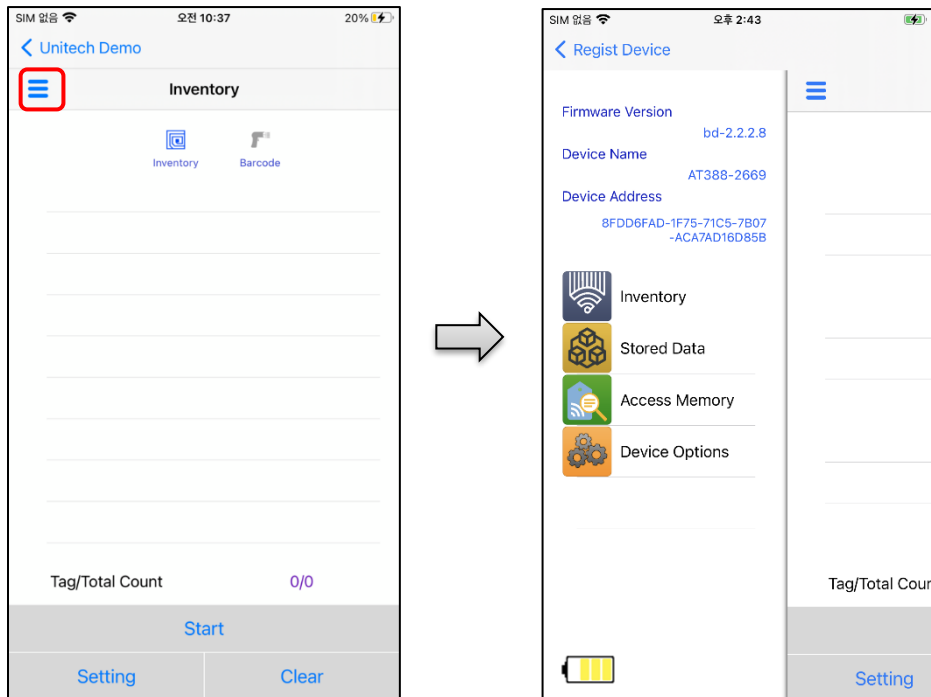 SIM 없음 오전 10:37 20%
Unitech Demo
Inventory
Inventory Barcode
Tag/Total Count 0/0
Start
Setting Clear
SIM 없음 오후 2:43
Regist Device
Firmware Version
bd-2.2.2.8
Device Name
AT388-2669
Device Address
8FDD6FAD-1F75-71C5-7B07
-ACA7AD16D85B
Inventory
Stored Data
Access Memory
Device Options
Tag/Total Cour
Setting